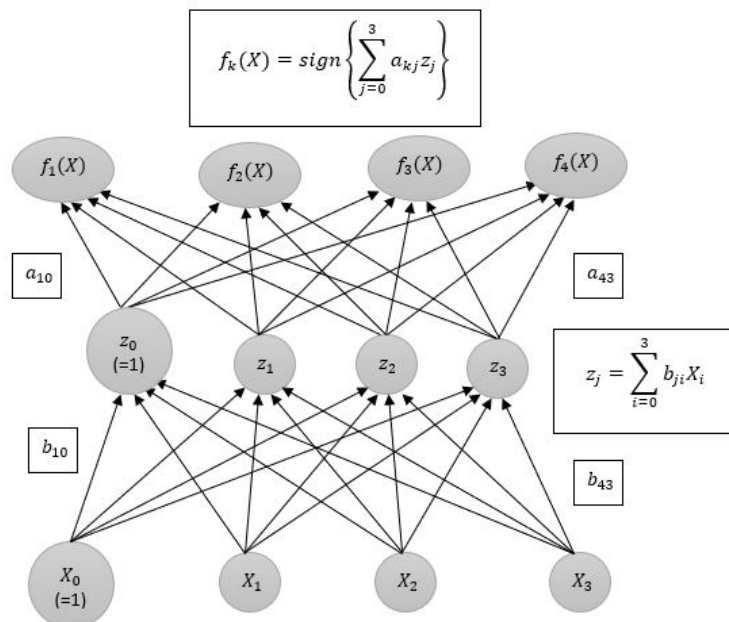 f_k(X) = sign{∑_{j=0}^{3} a_{kj} z_j}
f_1(X) f_2(X) f_3(X) f_4(X)
a_{10} a_{43}
z_0
(=1)
z_1 z_2 z_3
z_j = ∑_{i=0}^{3} b_{ji} X_i
b_{10} b_{43}
X_0
(=1)
X_1 X_2 X_3